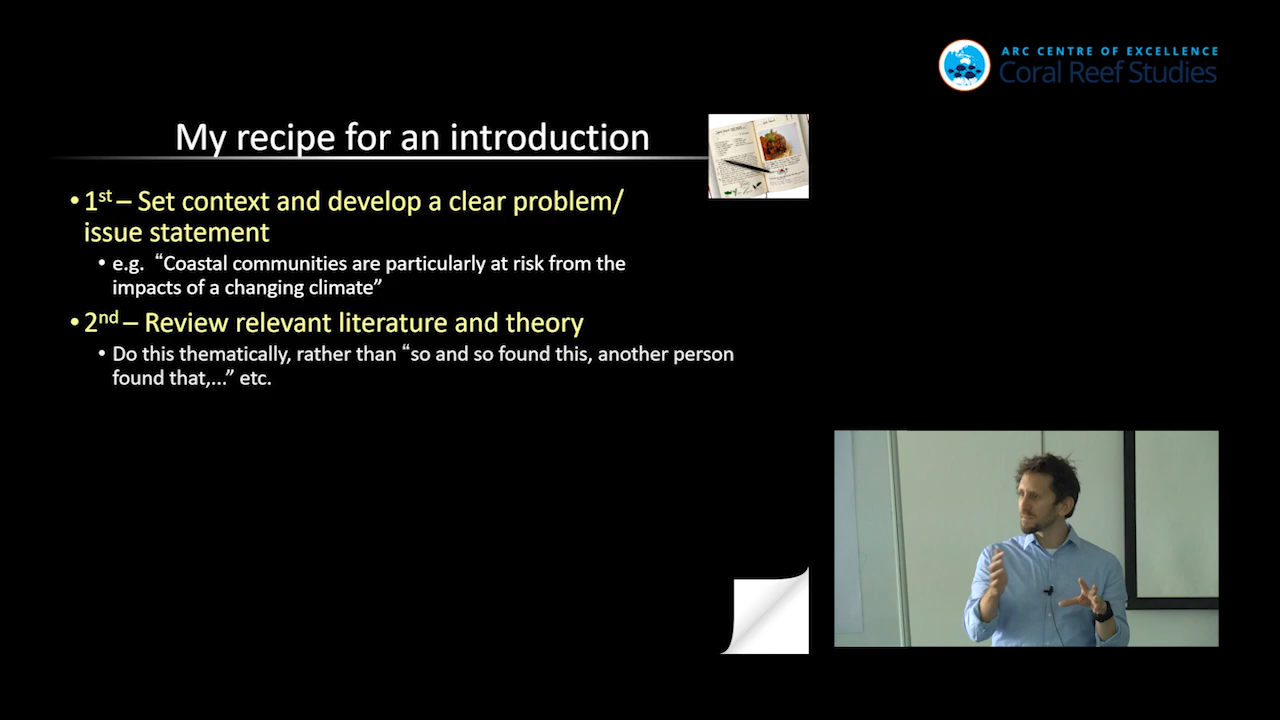 ARC CENTRE OF EXCELLENCE
Coral Reef Studies
My recipe for an introduction
• 1st – Set context and develop a clear problem/
issue statement
• e.g. “Coastal communities are particularly at risk from the
impacts of a changing climate”
• 2nd – Review relevant literature and theory
• Do this thematically, rather than “so and so found this, another person
found that,...” etc.